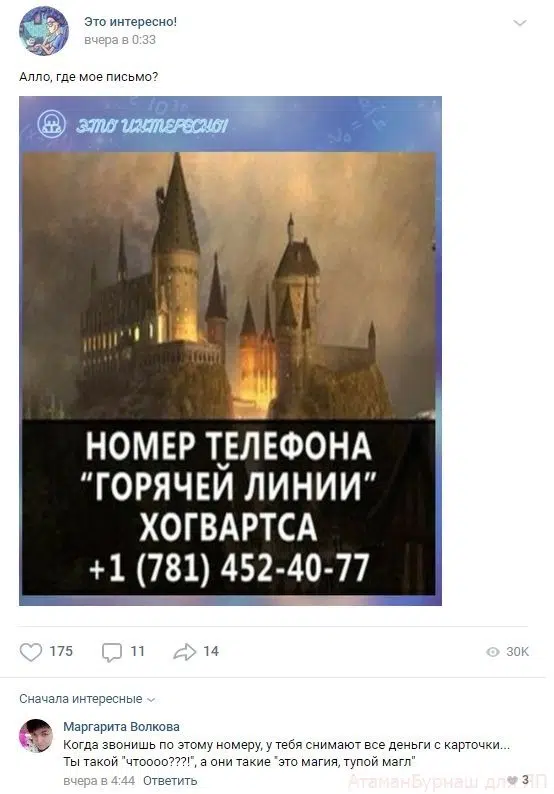 Это интересно!
вчера в 0:33
Алло, где мое письмо?
ЭТО ИНТЕРЕСНО!
НОМЕР ТЕЛЕФОНА
“ГОРЯЧЕЙ ЛИНИИ”
ХОГВАРТСА
+1 (781) 452-40-77
175 11 14 30K
Сначала интересные
Маргарита Волкова
Когда звонишь по этому номеру, у тебя снимают все деньги с карточки...
Ты такой "чтоооо???!", а они такие "это магия, тупой магл"
вчера в 4:44 Ответить 3
АтаманБурнаш для ЯП